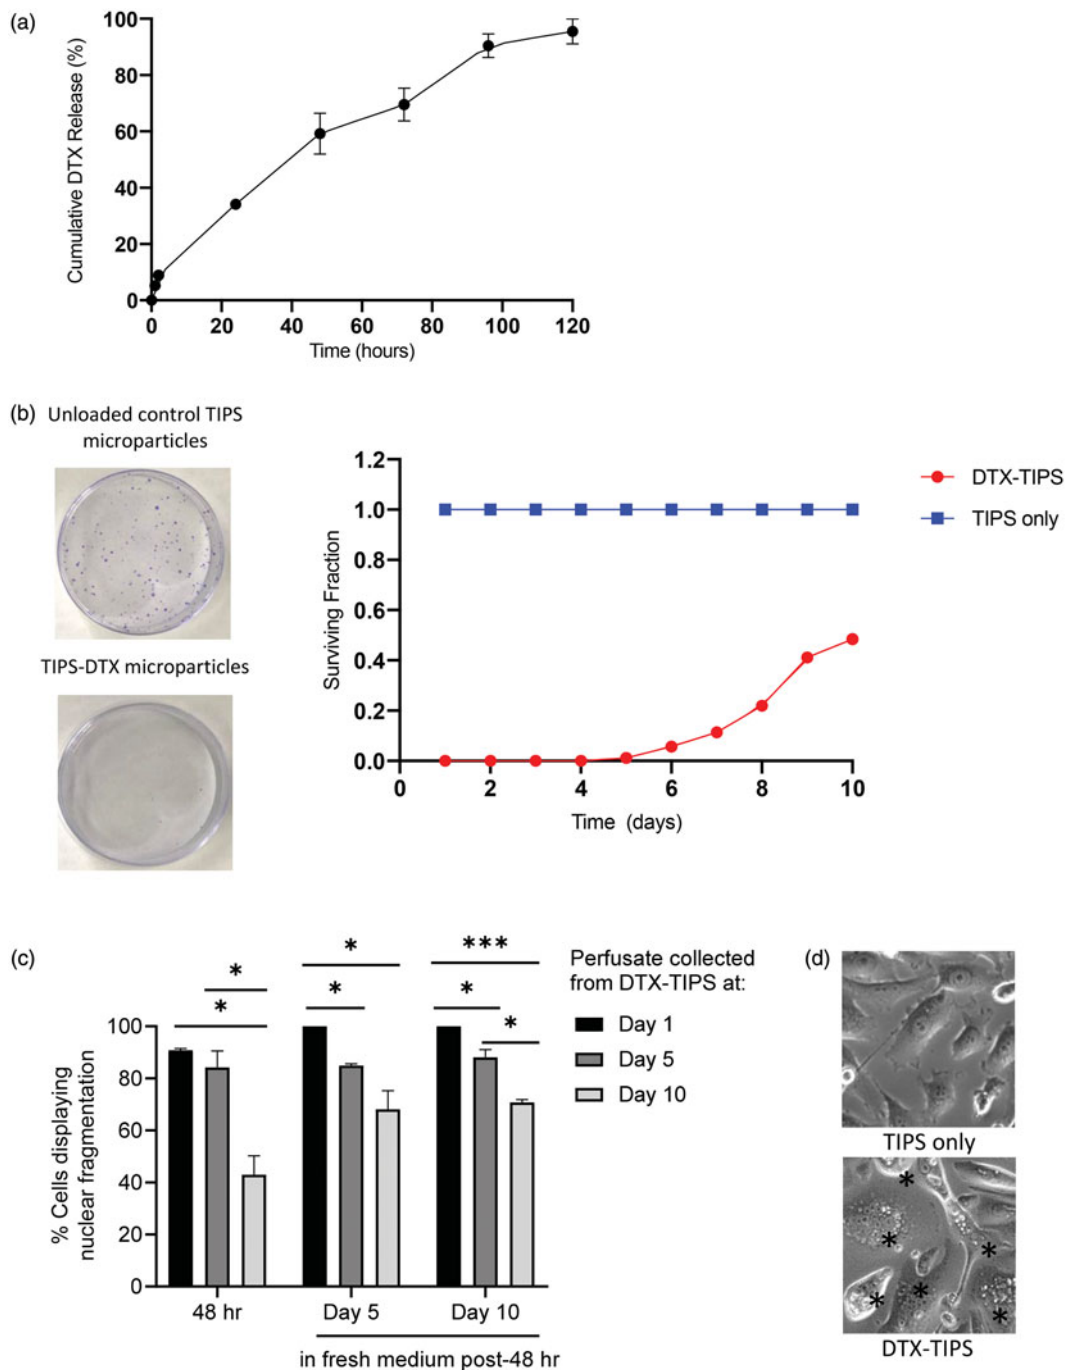 (a)
Cumulative DTX Release (%)
100
80
60
40
20
0
0 20 40 60 80 100 120
Time (hours)
(b) Unloaded control TIPS
microparticles
TIPS-DTX microparticles
Surviving Fraction
1.2
1.0
0.8
0.6
0.4
0.2
0.0
0 2 4 6 8 10
Time (days)
DTX-TIPS
TIPS only
(c)
% Cells displaying
nuclear fragmentation
100
80
60
40
20
0
* * * * *** * *
48 hr Day 5 Day 10
in fresh medium post-48 hr
Perfusate collected
from DTX-TIPS at:
Day 1
Day 5
Day 10
(d)
TIPS only
* * * * * *
DTX-TIPS